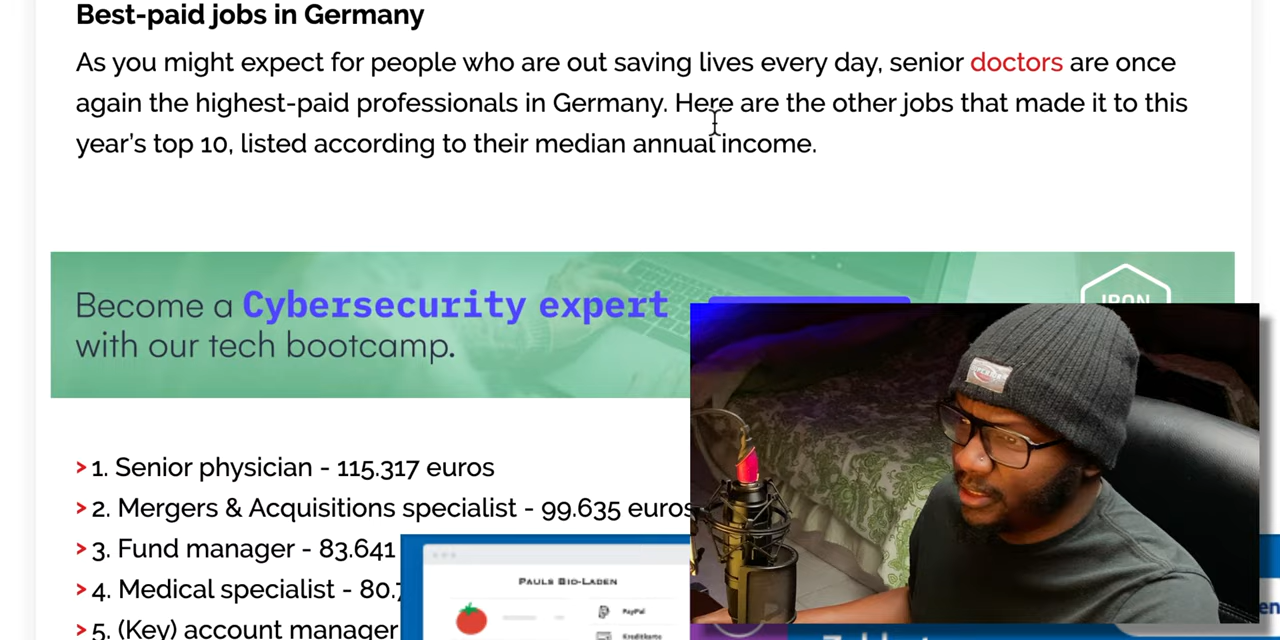 Best-paid jobs in Germany
As you might expect for people who are out saving lives every day, senior doctors are once
again the highest-paid professionals in Germany. Here are the other jobs that made it to this
year's top 10, listed according to their median annual income.
Become a Cybersecurity expert
with our tech bootcamp.
IRON
> 1. Senior physician - 115.317 euros
> 2. Mergers & Acquisitions specialist - 99.635 euros
> 3. Fund manager - 83.641
> 4. Medical specialist - 80.
> 5. (Key) account manager
PAULS BIO-LADEN
PayPal
Kreditkarte